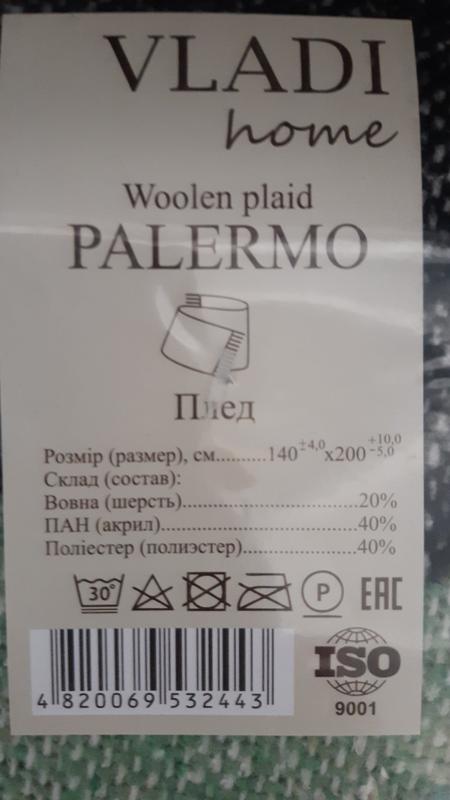 VLADI
home
Woolen plaid
PALERMO
Плед
Розмір (размер), см..........140±4,0x200+10,0-5,0
Склад (состав):
Вовна (шерсть)..............................20%
ПАН (акрил)..................................40%
Поліестер (полиэстер)...................40%
30° P EAC
ISO
9001
4 820069 532443